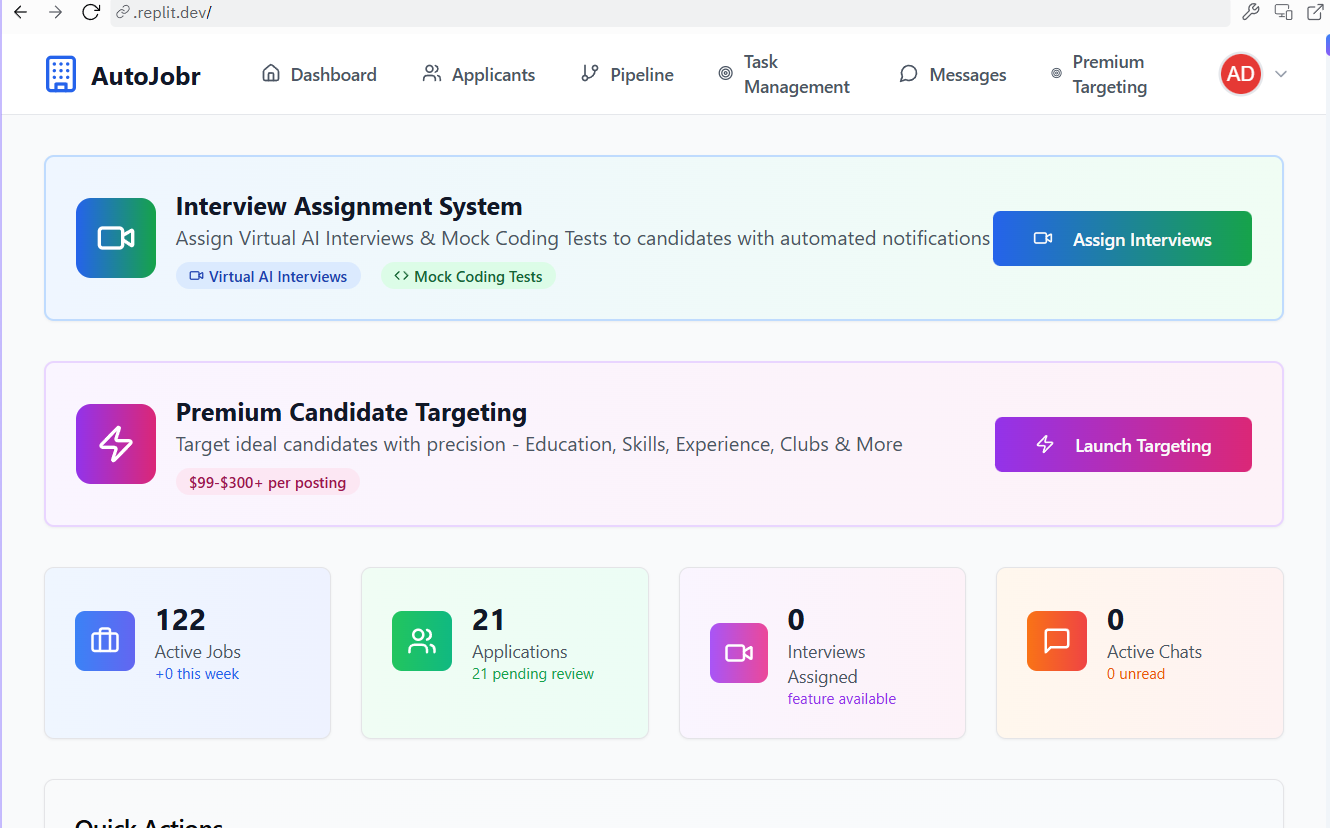 .replit.dev/
AutoJobr
Dashboard
Applicants
Pipeline
Task
Management
Messages
Premium
Targeting
AD
Interview Assignment System
Assign Virtual AI Interviews & Mock Coding Tests to candidates with automated notifications
Virtual AI Interviews
<> Mock Coding Tests
Assign Interviews
Premium Candidate Targeting
Target ideal candidates with precision - Education, Skills, Experience, Clubs & More
$99-$300+ per posting
Launch Targeting
122
Active Jobs
+0 this week
21
Applications
21 pending review
0
Interviews
Assigned
feature available
0
Active Chats
0 unread
Quick Actions